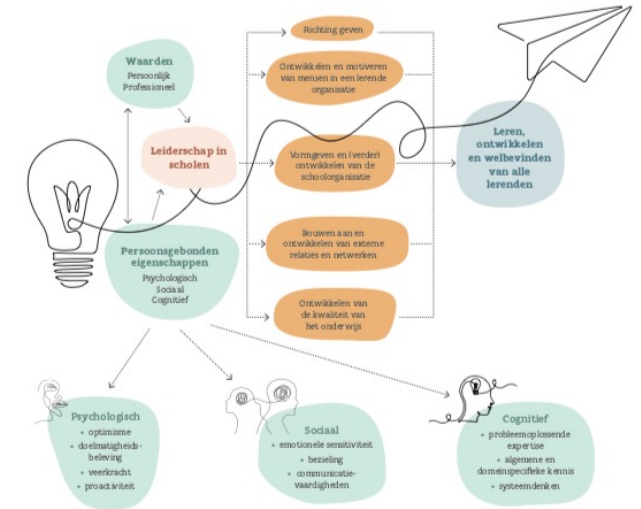 Richting geven
Waarden
Persoonlijk
Professioneel
Ontwikkelen en motiveren
van mensen in een lerende
organisatie
Leiderschap in
scholen
Vormgeven en (verder)
ontwikkelen van de
schoolorganisatie
Leren,
ontwikkelen
en welbevinden
van alle
lerenden
Persoonsgebonden
eigenschappen
Psychologisch
Sociaal
Cognitief
Bouwen aan en
ontwikkelen van externe
relaties en netwerken
Ontwikkelen van
de kwaliteit van
het onderwijs
Psychologisch
• optimisme
• doelmatigheids-
beleving
• veerkracht
• proactiviteit
Sociaal
• emotionele sensitiviteit
• bezieling
• communicatie-
vaardigheden
Cognitief
• probleemoplossende
expertise
• algemene en
domeinspecifieke kennis
• systeemdenken